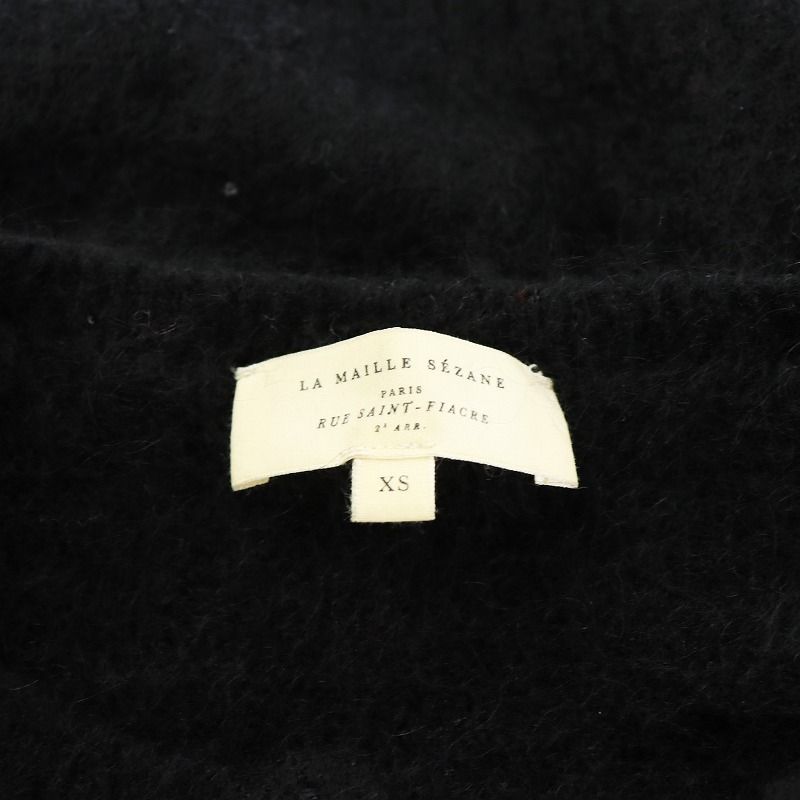 LA MAILLE SÉZANE
PARIS
RUE SAINT-FIACRE
2ᵉ ARR.
XS